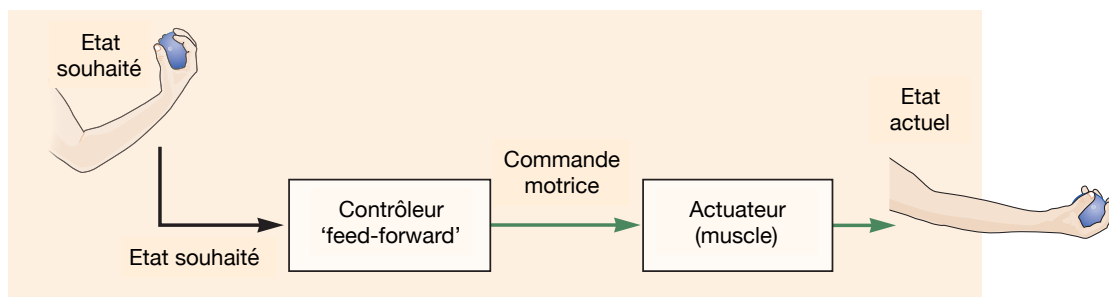 Etat
souhaité
Etat souhaité
Contrôleur
‘feed-forward’
Commande
motrice
Actuateur
(muscle)
Etat
actuel